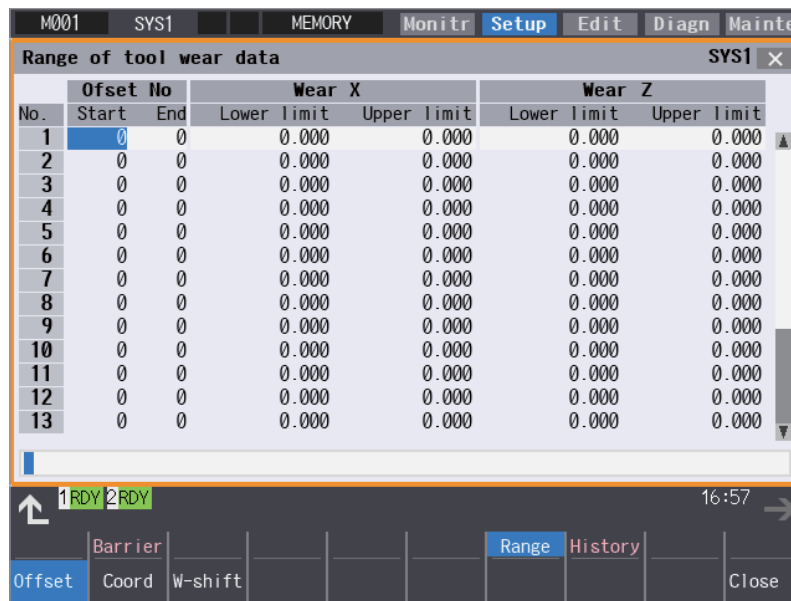 M001 SYS1 MEMORY Monitr Setup Edit Diagn Mainte
Range of tool wear data SYS1
Ofset No Wear X Wear Z
No. Start End Lower limit Upper limit Lower limit Upper limit
1 0 0 0.000 0.000 0.000 0.000
2 0 0 0.000 0.000 0.000 0.000
3 0 0 0.000 0.000 0.000 0.000
4 0 0 0.000 0.000 0.000 0.000
5 0 0 0.000 0.000 0.000 0.000
6 0 0 0.000 0.000 0.000 0.000
7 0 0 0.000 0.000 0.000 0.000
8 0 0 0.000 0.000 0.000 0.000
9 0 0 0.000 0.000 0.000 0.000
10 0 0 0.000 0.000 0.000 0.000
11 0 0 0.000 0.000 0.000 0.000
12 0 0 0.000 0.000 0.000 0.000
13 0 0 0.000 0.000 0.000 0.000
1 RDY 2 RDY 16:57
Barrier Range History
Offset Coord W-shift Close